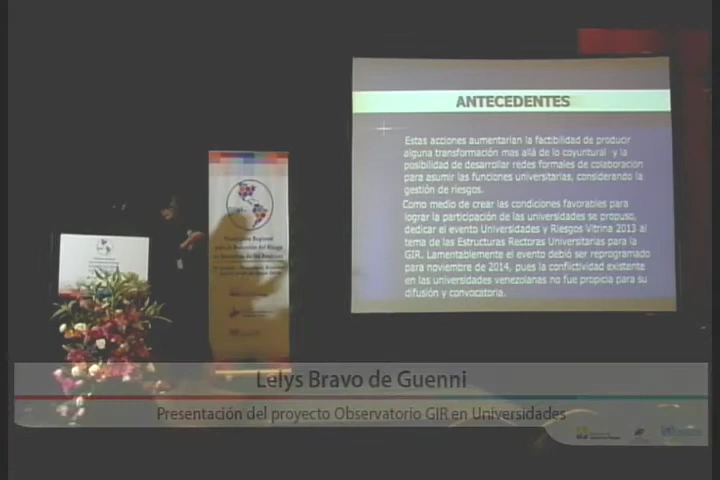 ANTECEDENTES
Estas acciones aumentarían la factibilidad de producir
alguna transformación mas allá de lo coyuntural y la
posibilidad de desarrollar redes formales de colaboración
para asumir las funciones universitarias, considerando la
gestión de riesgos.
Como medio de crear las condiciones favorables para
lograr la participación de las universidades se propuso,
dedicar el evento Universidades y Riesgos Vitrina 2013 al
tema de las Estructuras Rectoras Universitarias para la
GIR. Lamentablemente el evento debió ser reprogramado
para noviembre de 2014, pues la conflictividad existente
en las universidades venezolanas no fue propicia para su
difusión y convocatoria.
Plataforma Regional
Lelys Bravo de Guenni
Presentación del proyecto Observatorio GIR en Universidades